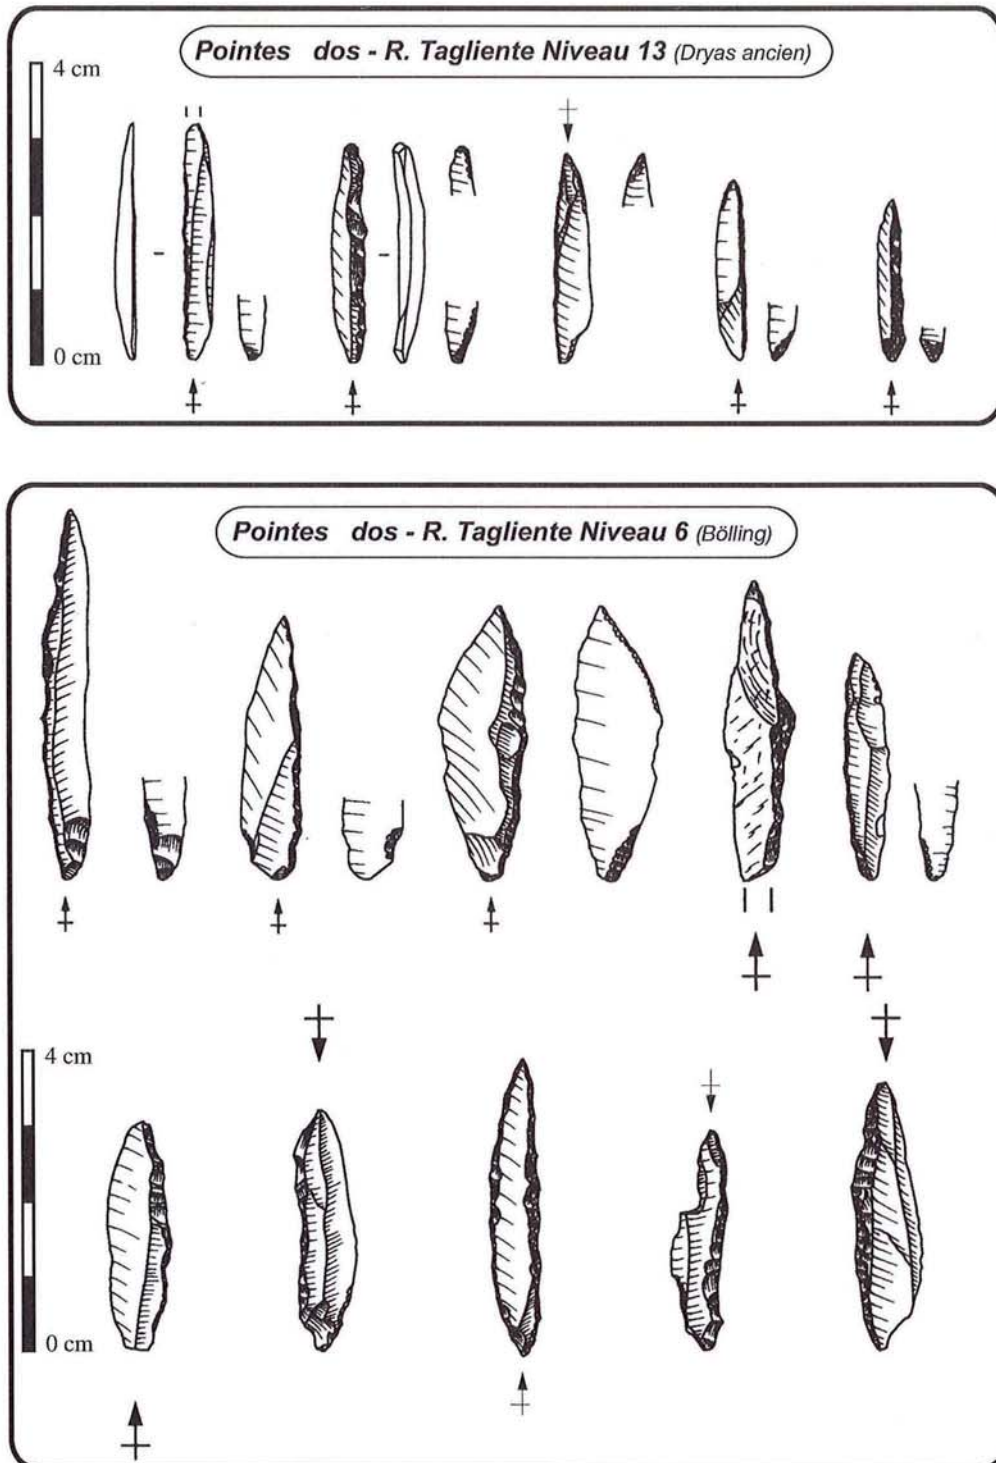 Pointes dos - R. Tagliente Niveau 13 (Dryas ancien)
4 cm
0 cm
Pointes dos - R. Tagliente Niveau 6 (Bölling)
4 cm
0 cm